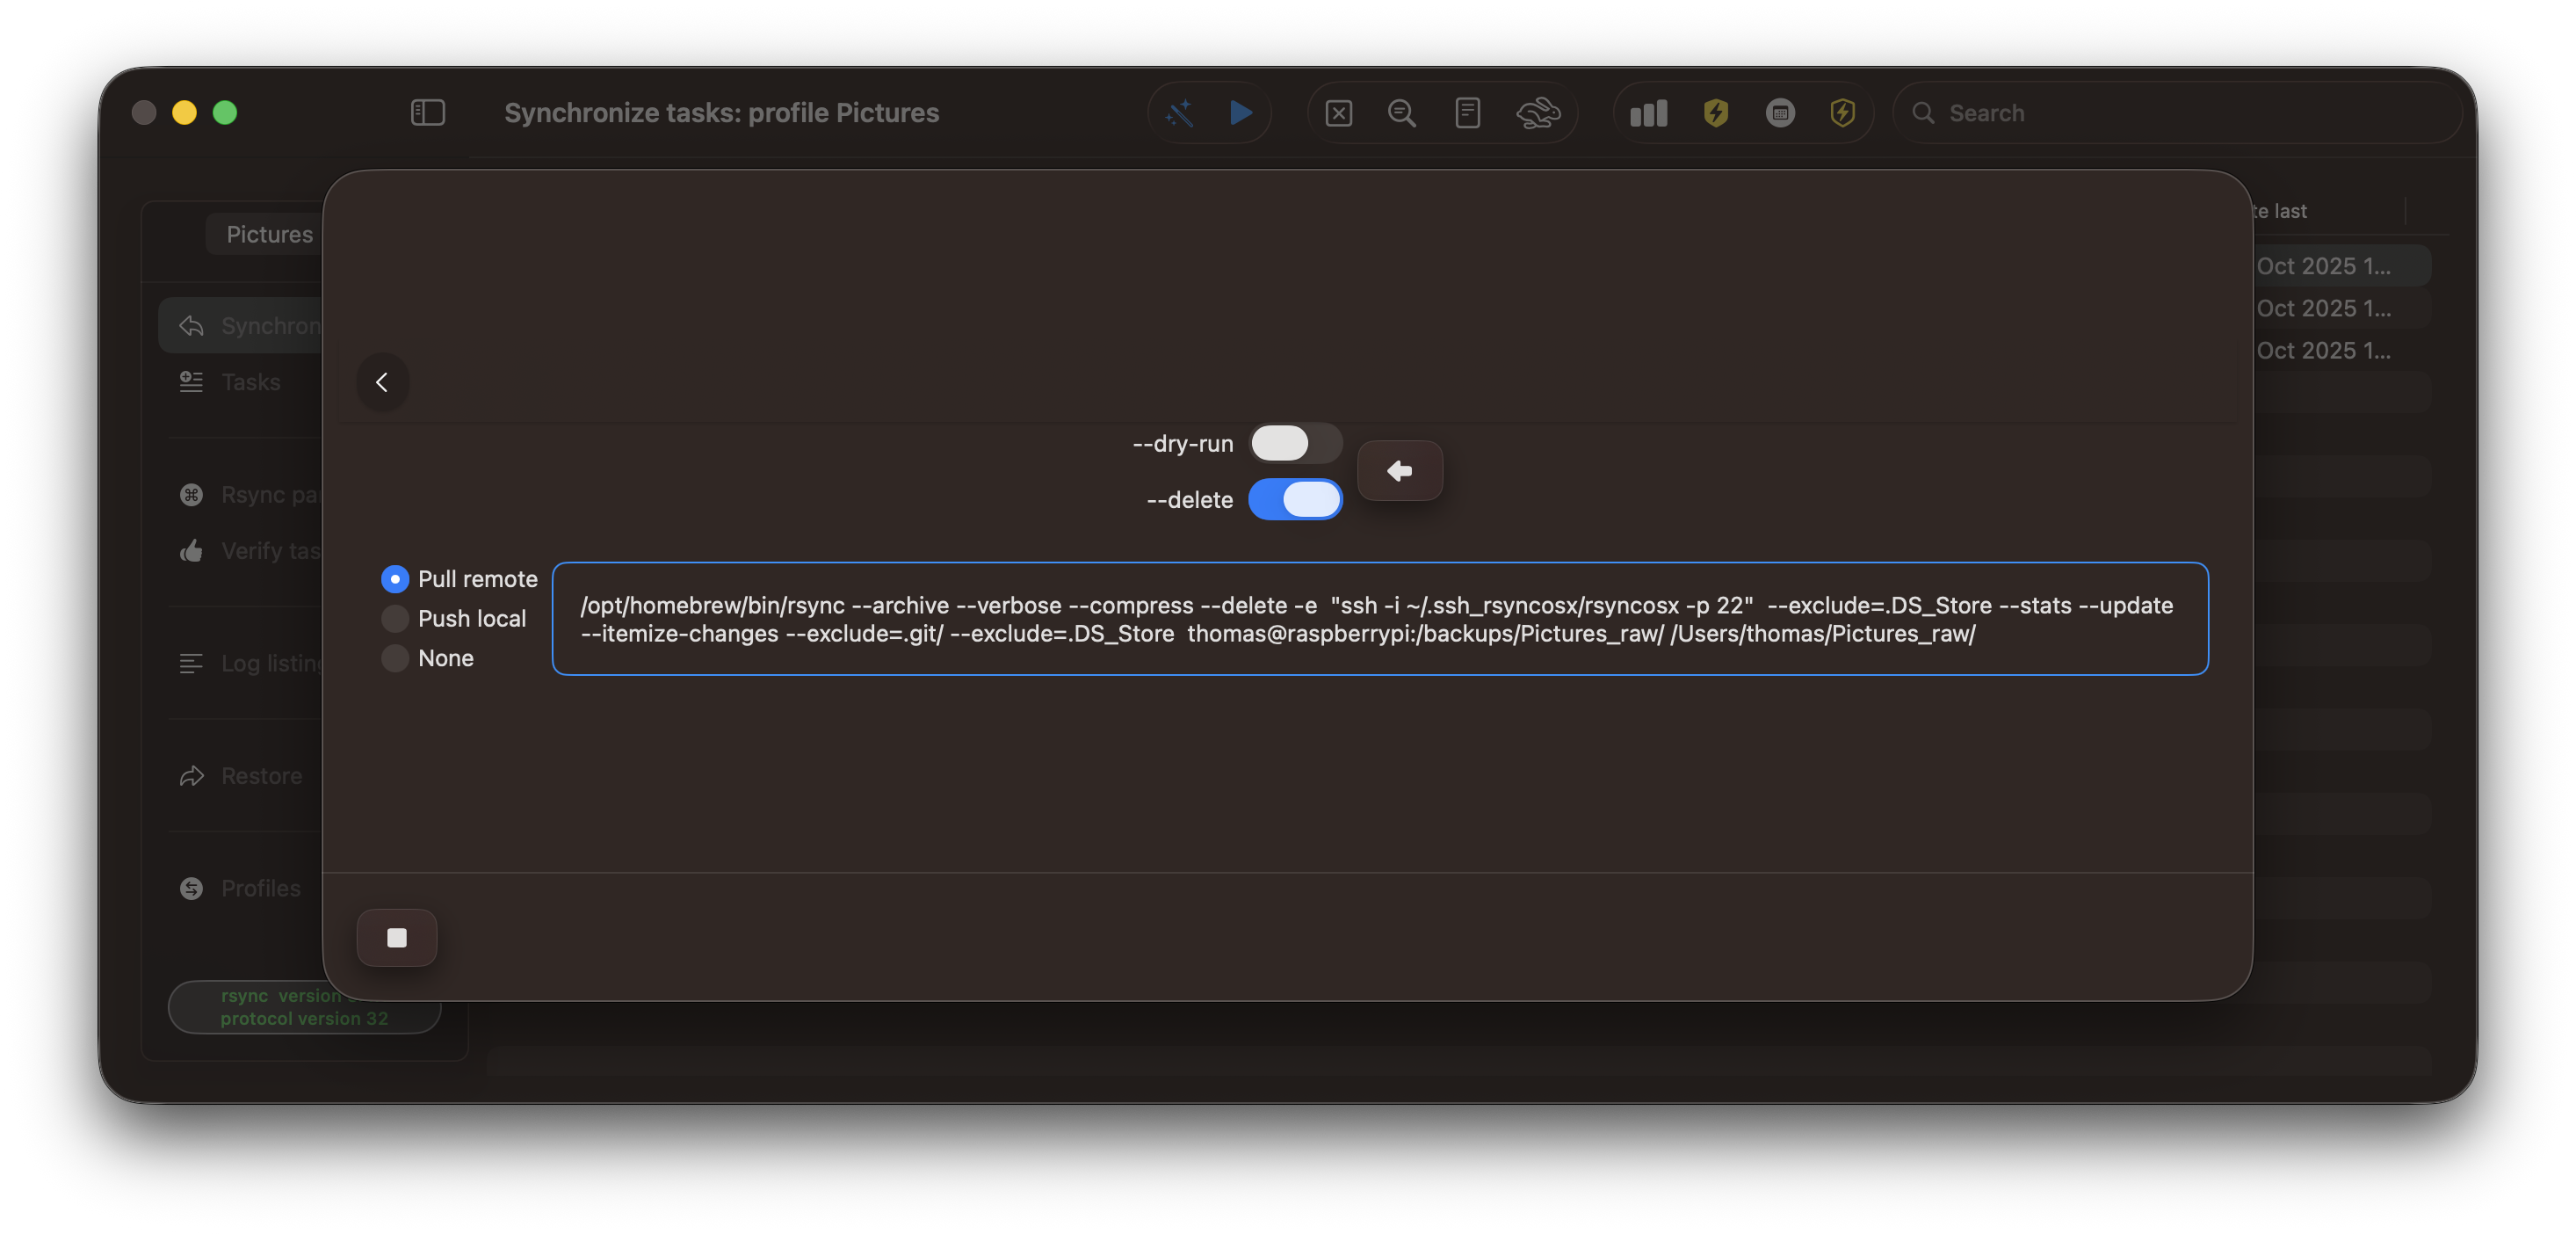 Synchronize tasks: profile Pictures
Search
Pictures
te last
Synchron
Oct 2025 1...
Oct 2025 1...
Oct 2025 1...
Tasks
Rsync pa
Verify tas
Log listing
Restore
Profiles
rsync version
protocol version 32
--dry-run
--delete
Pull remote
Push local
None
/opt/homebrew/bin/rsync --archive --verbose --compress --delete -e  "ssh -i ~/.ssh_rsyncosx/rsyncosx -p 22"  --exclude=.DS_Store --stats --update
--itemize-changes --exclude=.git/ --exclude=.DS_Store  thomas@raspberrypi:/backups/Pictures_raw/ /Users/thomas/Pictures_raw/